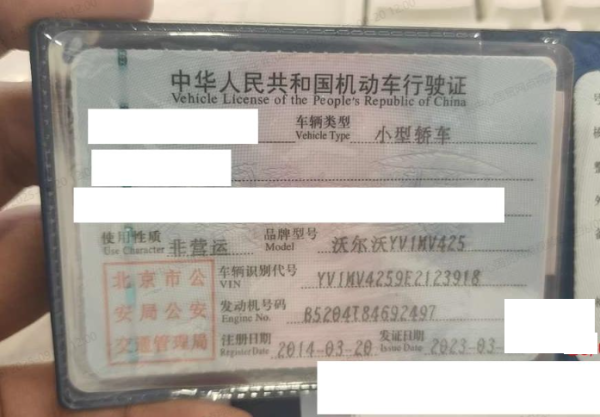 中华人民共和国机动车行驶证
Vehicle License of the People's Republic of China
车辆类型 小型轿车
Vehicle Type
使用性质 非营运
Use Character
品牌型号 沃尔沃YV1MV425
Model
北京市公
安局公安
交通管理局
车辆识别代号 YV1MV4259E2123918
VIN
发动机号码 B5204T84692497
Engine No.
注册日期 2014-03-20
Register Date
发证日期 2023-03-
Issue Date